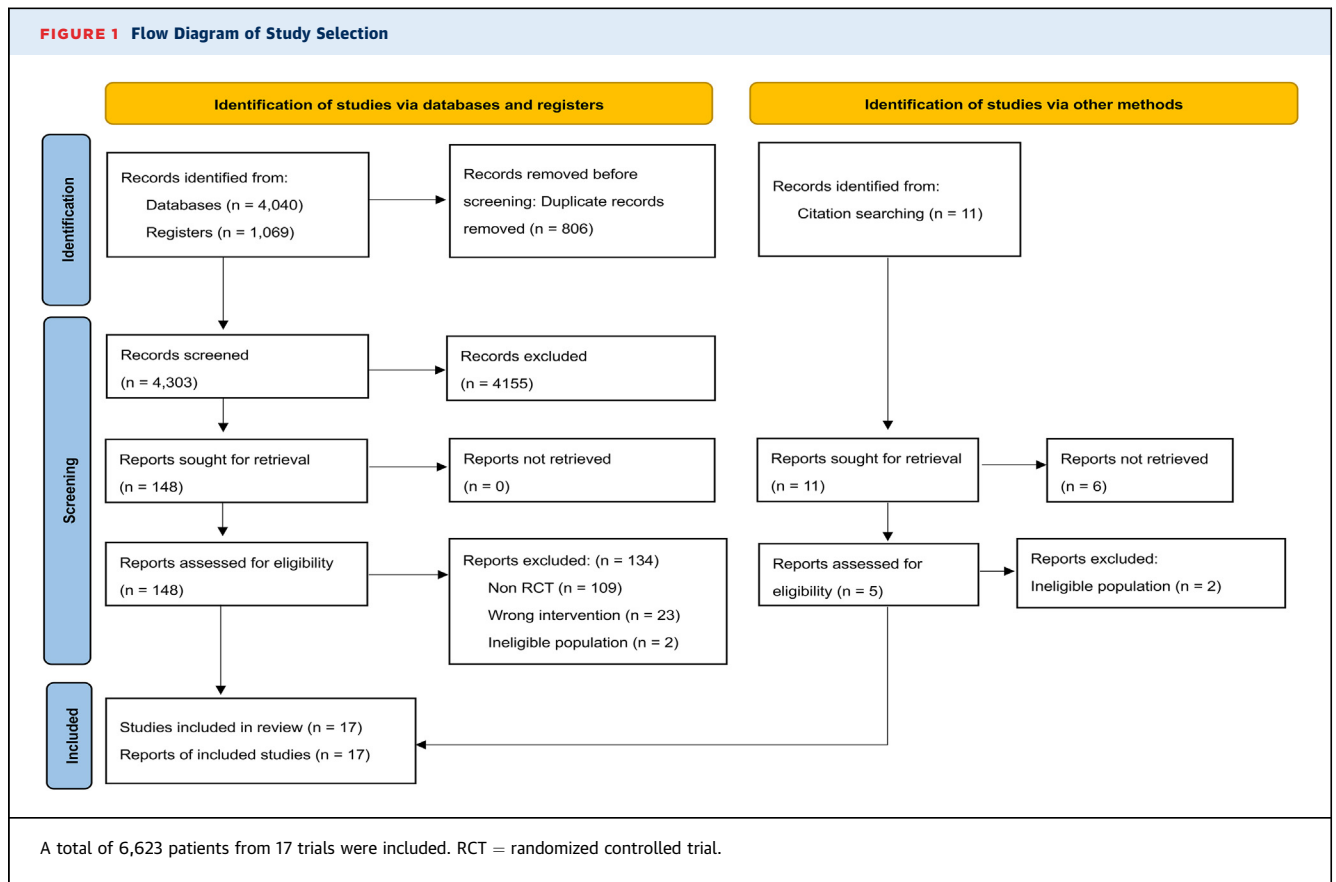 FIGURE 1 Flow Diagram of Study Selection
Identification of studies via databases and registers
Identification of studies via other methods
Identification
Records identified from:
Databases (n = 4,040)
Registers (n = 1,069)
Records removed before
screening: Duplicate records
removed (n = 806)
Records identified from:
Citation searching (n = 11)
Screening
Records screened
(n = 4,303)
Records excluded
(n = 4155)
Reports sought for retrieval
(n = 148)
Reports not retrieved
(n = 0)
Reports sought for retrieval
(n = 11)
Reports not retrieved
(n = 6)
Reports assessed for eligibility
(n = 148)
Reports excluded: (n = 134)
Non RCT (n = 109)
Wrong intervention (n = 23)
Ineligible population (n = 2)
Reports assessed for
eligibility (n = 5)
Reports excluded:
Ineligible population (n = 2)
Included
Studies included in review (n = 17)
Reports of included studies (n = 17)
A total of 6,623 patients from 17 trials were included. RCT = randomized controlled trial.